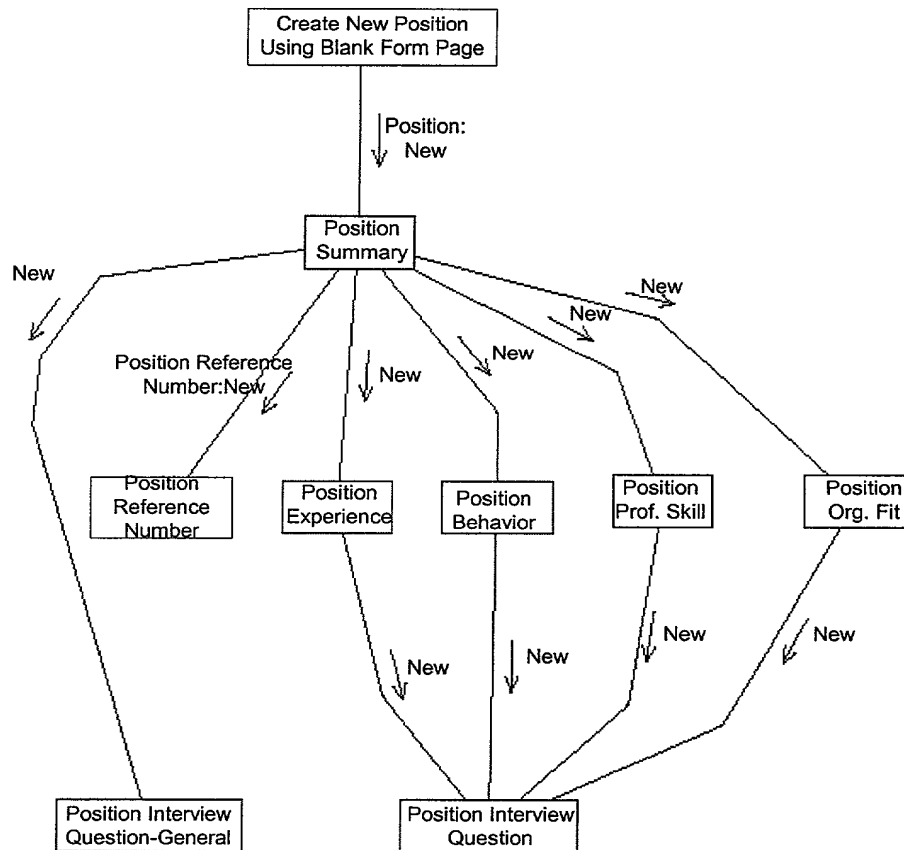 Create New Position
Using Blank Form Page
Position:
New
Position
Summary
New
New
New
Position Reference
Number:New
New
New
Position
Reference
Number
Position
Experience
Position
Behavior
Position
Prof. Skill
Position
Org. Fit
New
New
New
New
Position Interview
Question-General
Position Interview
Question